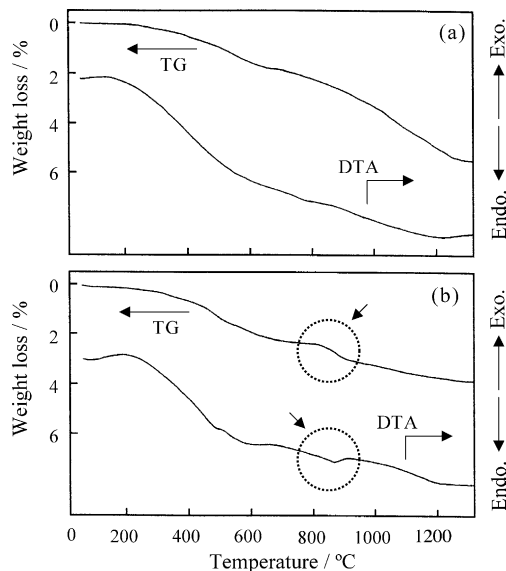 0
2
4
6
Weight loss / %
(a)
TG
DTA
Exo.
Endo.
0
2
4
6
Weight loss / %
(b)
TG
DTA
Exo.
Endo.
0 200 400 600 800 1000 1200
Temperature / ºC